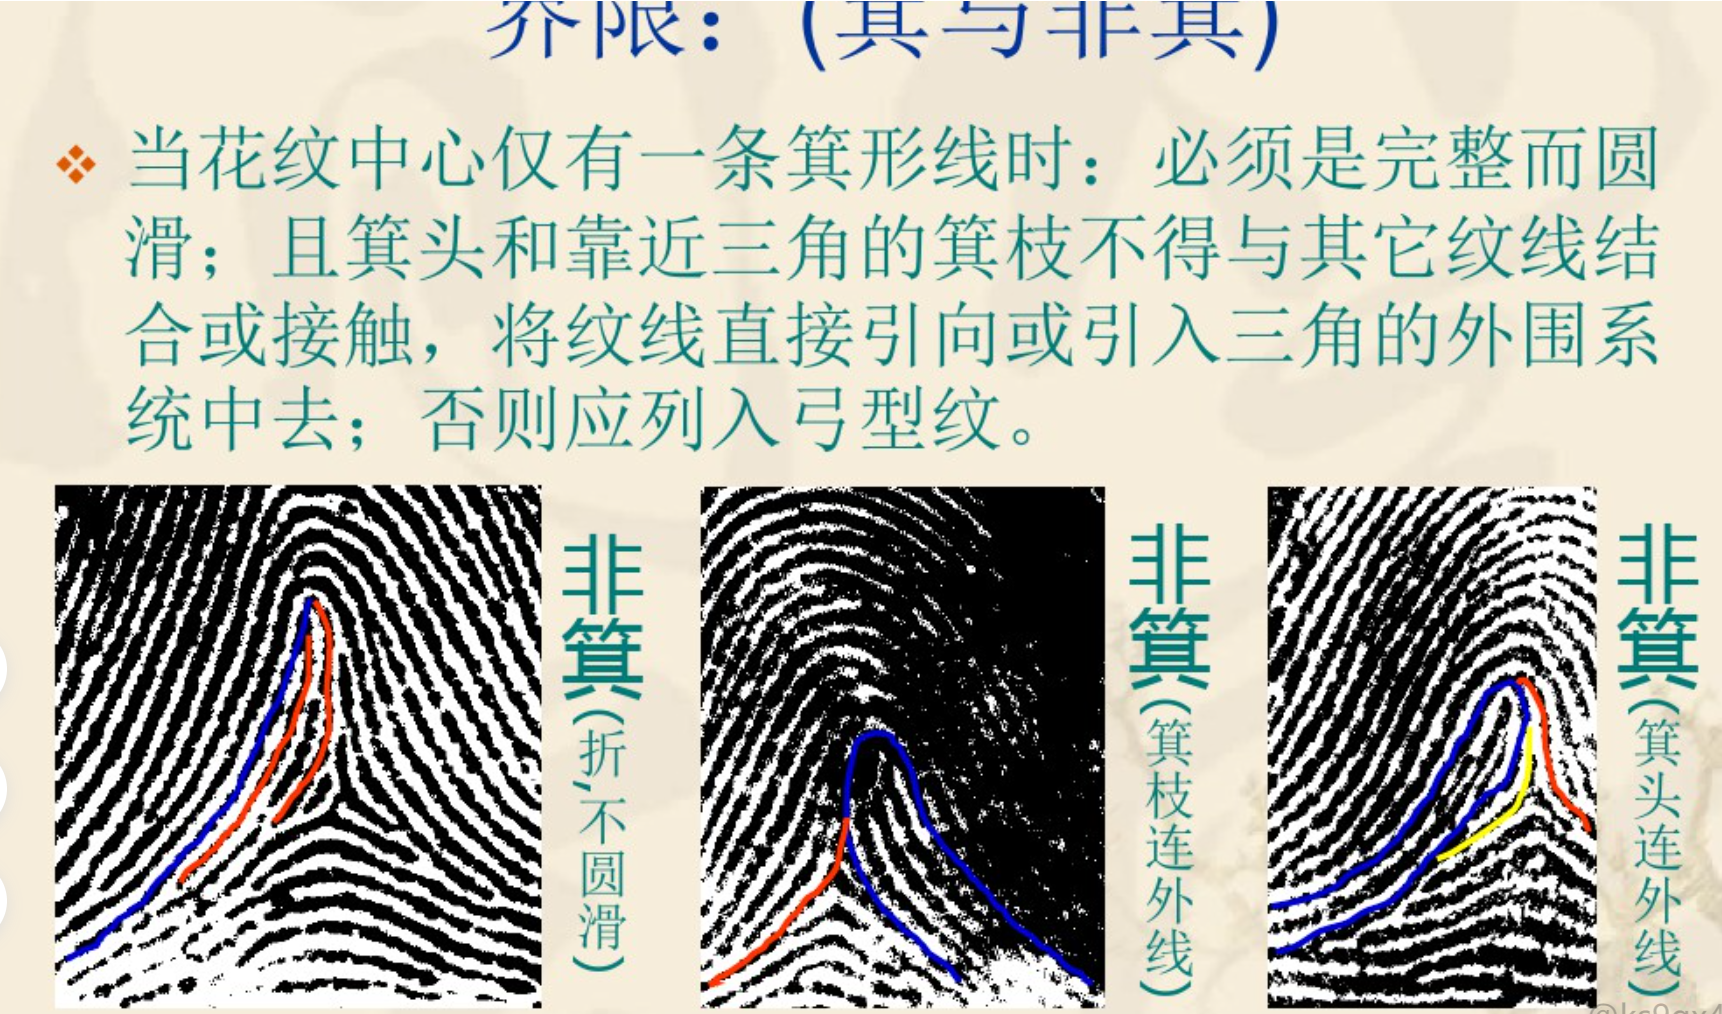 界限：(箕与非箕)
当花纹中心仅有一条箕形线时：必须是完整而圆
滑；且箕头和靠近三角的箕枝不得与其它纹线结
合或接触，将纹线直接引向或引入三角的外围系
统中去；否则应列入弓型纹。
非箕(折,不圆滑)
非箕(箕枝连外线)
非箕(箕头连外线)